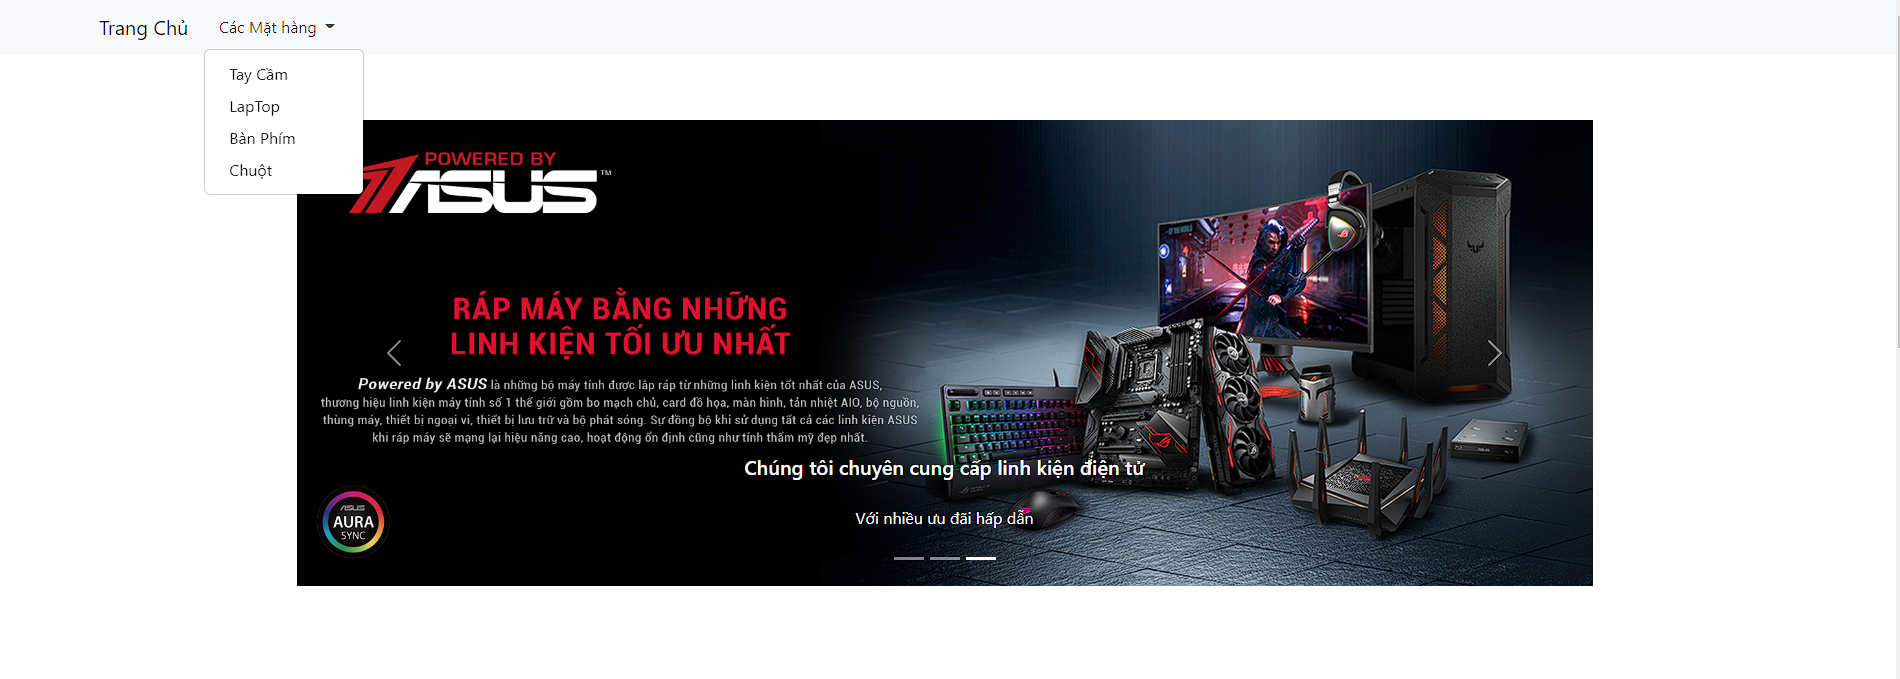 Trang Chủ
Các Mặt hàng
Tay Cầm
LapTop
Bàn Phím
Chuột
POWERED BY
ASUS™
RÁP MÁY BẰNG NHỮNG
LINH KIỆN TỐI ƯU NHẤT
Powered by ASUS là những bộ máy tính được lắp ráp từ những linh kiện tốt nhất của ASUS,
thương hiệu linh kiện máy tính số 1 thế giới gồm bo mạch chủ, card đồ họa, màn hình, tản nhiệt AIO, bộ nguồn,
thùng máy, thiết bị ngoại vi, thiết bị lưu trữ và bộ phát sóng. Sự đồng bộ khi sử dụng tất cả các linh kiện ASUS
khi ráp máy sẽ mạng lại hiệu năng cao, hoạt động ổn định cũng như tính thẩm mỹ đẹp nhất.
Chúng tôi chuyên cung cấp linh kiện điện tử
Với nhiều ưu đãi hấp dẫn
ASUS
AURA
SYNC
ASUS